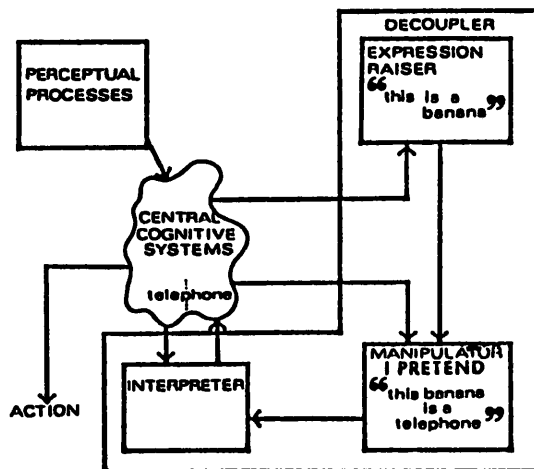 DECOUPLER
PERCEPTUAL
PROCESSES
EXPRESSION
RAISER
“this is a
banana”
CENTRAL
COGNITIVE
SYSTEMS
telephone
INTERPRETER
MANIPULATOR
I PRETEND
“this banana
is a
telephone”
ACTION